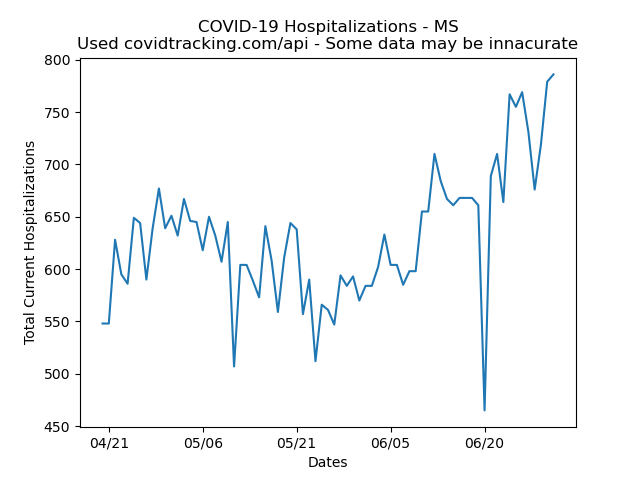 COVID-19 Hospitalizations - MS
Used covidtracking.com/api - Some data may be innacurate
Total Current Hospitalizations
800
750
700
650
600
550
500
450
04/21 05/06 05/21 06/05 06/20
Dates